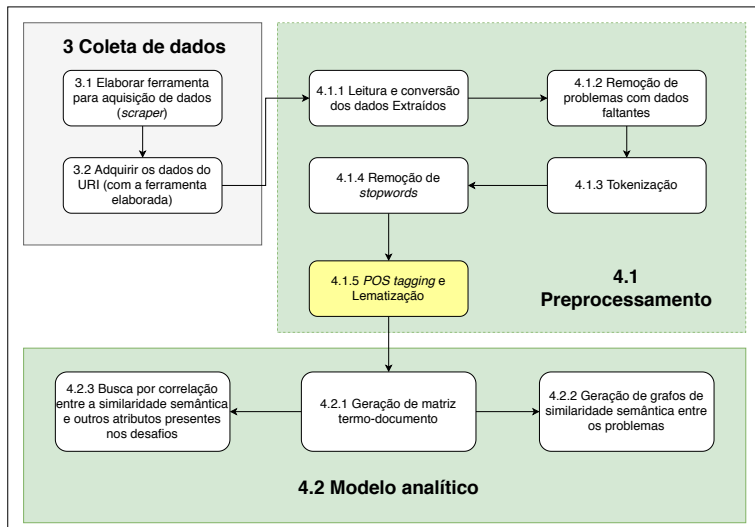 3 Coleta de dados
3.1 Elaborar ferramenta
para aquisição de dados
(scraper)
3.2 Adquirir os dados do
URI (com a ferramenta
elaborada)
4.1.1 Leitura e conversão
dos dados Extraídos
4.1.2 Remoção de
problemas com dados
faltantes
4.1.3 Tokenização
4.1.4 Remoção de
stopwords
4.1.5 POS tagging e
Lematização
4.1
Preprocessamento
4.2.3 Busca por correlação
entre a similaridade semântica
e outros atributos presentes
nos desafios
4.2.1 Geração de matriz
termo-documento
4.2.2 Geração de grafos
de similaridade semântica entre
os problemas
4.2 Modelo analítico